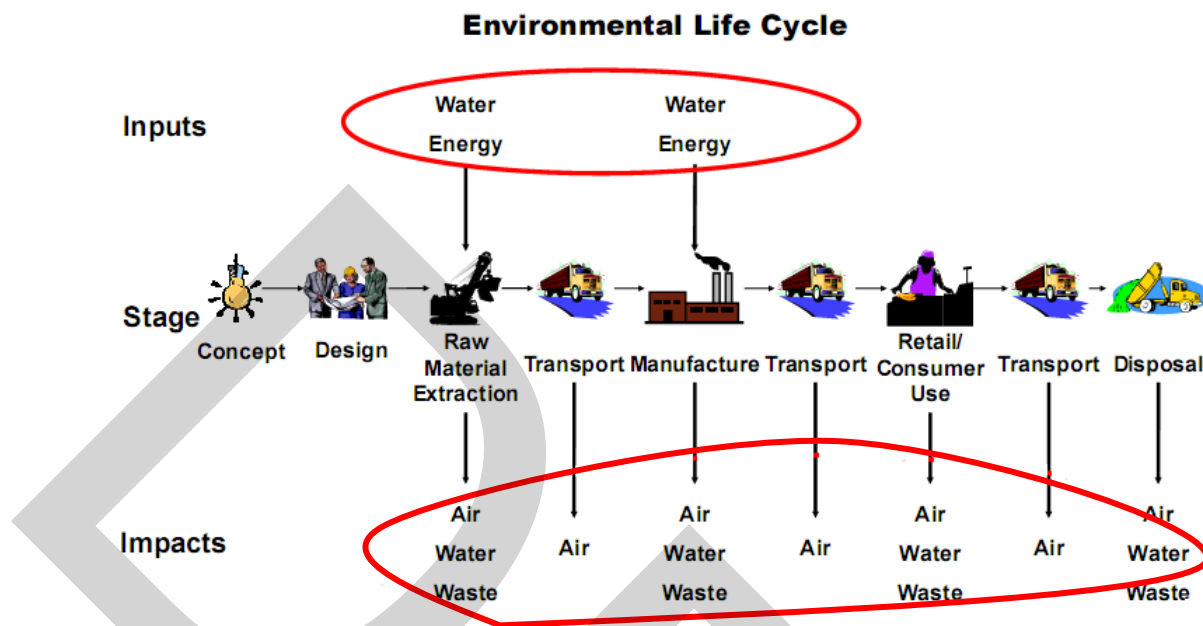 Environmental Life Cycle
Inputs
Water
Energy
Water
Energy
Stage
Concept
Design
Raw
Material
Extraction
Transport
Manufacture
Transport
Retail/
Consumer
Use
Transport
Disposal
Impacts
Air
Water
Waste
Air
Air
Water
Waste
Air
Air
Water
Waste
Air
Air
Water
Waste